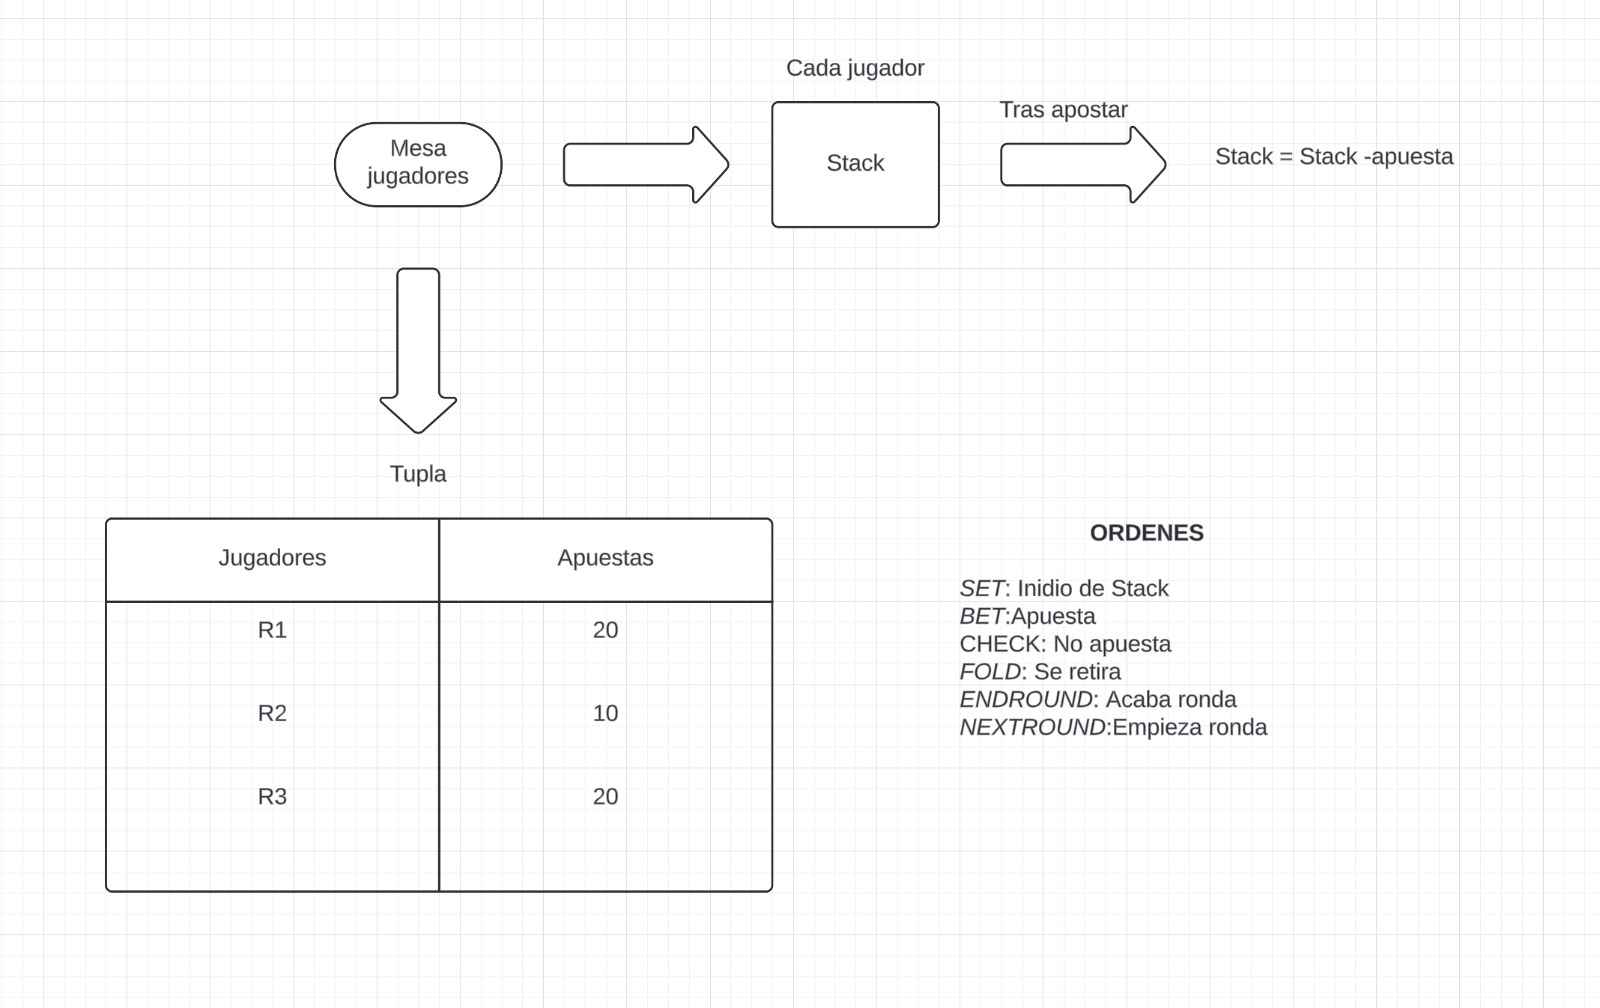 Cada jugador
Tras apostar
Mesa
jugadores
Stack
Stack = Stack -apuesta
Tupla
Jugadores Apuestas
R1 20
R2 10
R3 20
ORDENES
SET: Inidio de Stack
BET:Apuesta
CHECK: No apuesta
FOLD: Se retira
ENDROUND: Acaba ronda
NEXTROUND:Empieza ronda